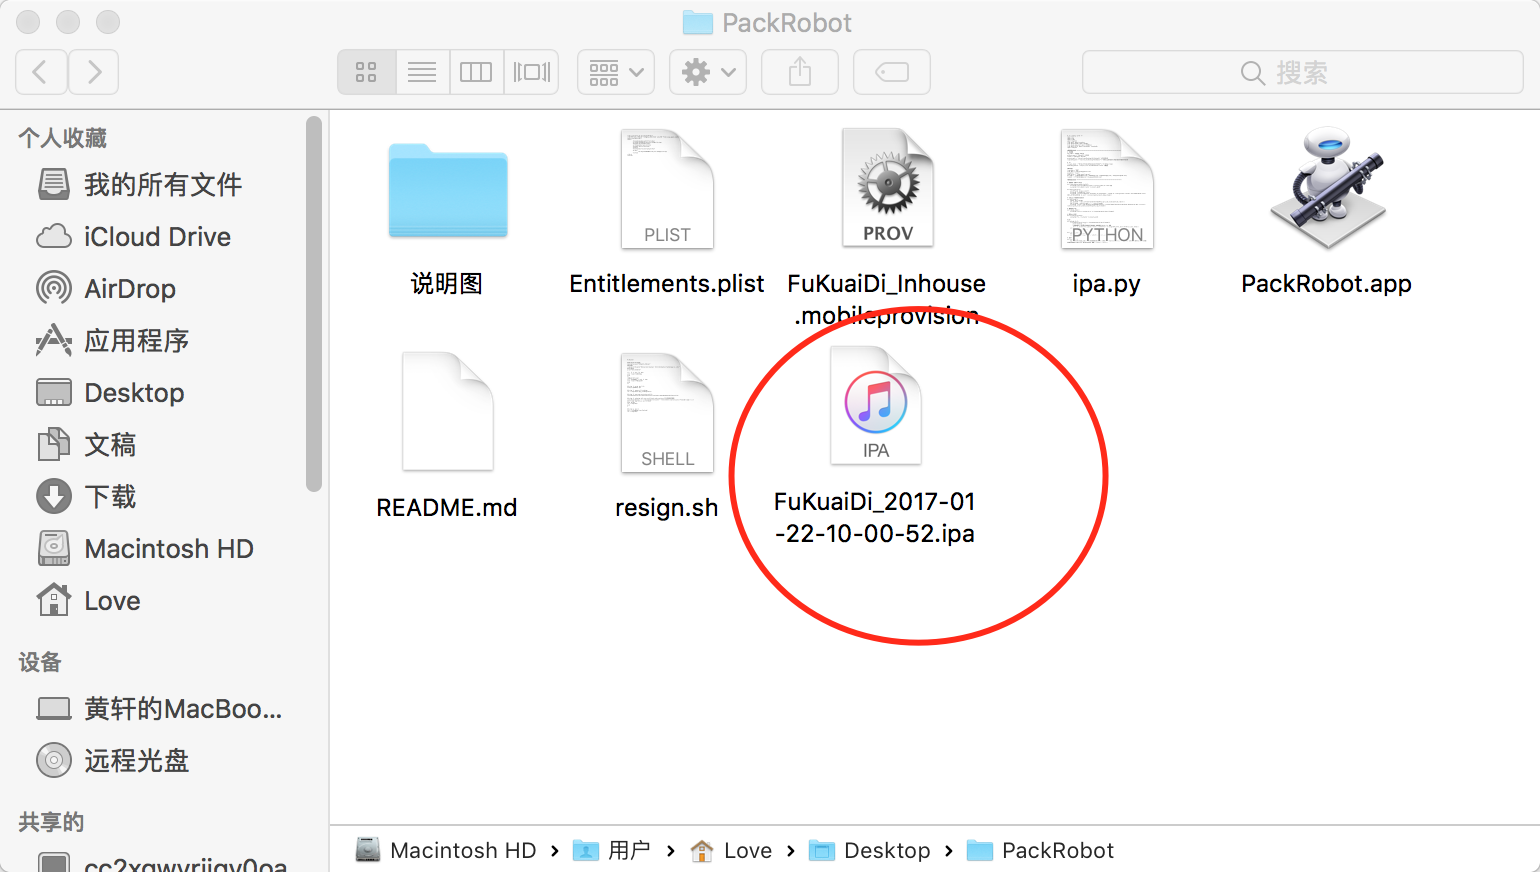 PackRobot
搜索
个人收藏
我的所有文件
iCloud Drive
AirDrop
应用程序
Desktop
文稿
下载
Macintosh HD
Love
设备
黄轩的MacBoo...
远程光盘
共享的
PLIST
PROV
PYTHON
说明图
Entitlements.plist
FuKuaiDi_Inhouse
.mobileprovision
ipa.py
PackRobot.app
SHELL
IPA
README.md
resign.sh
FuKuaiDi_2017-01
-22-10-00-52.ipa
Macintosh HD › 用户 › Love › Desktop › PackRobot